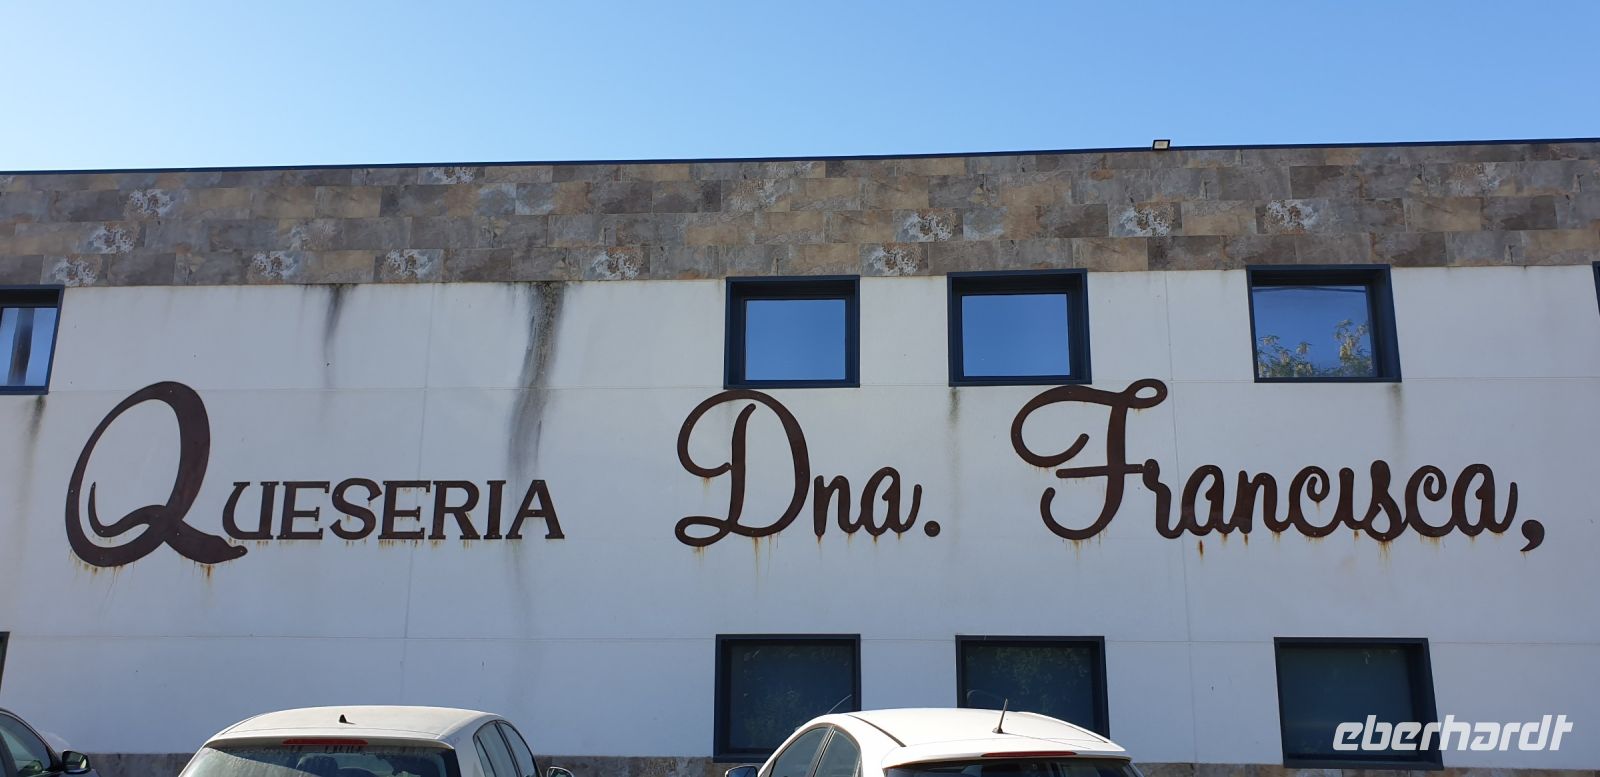 QUESERIA Dna. Francisca,
eberhardt